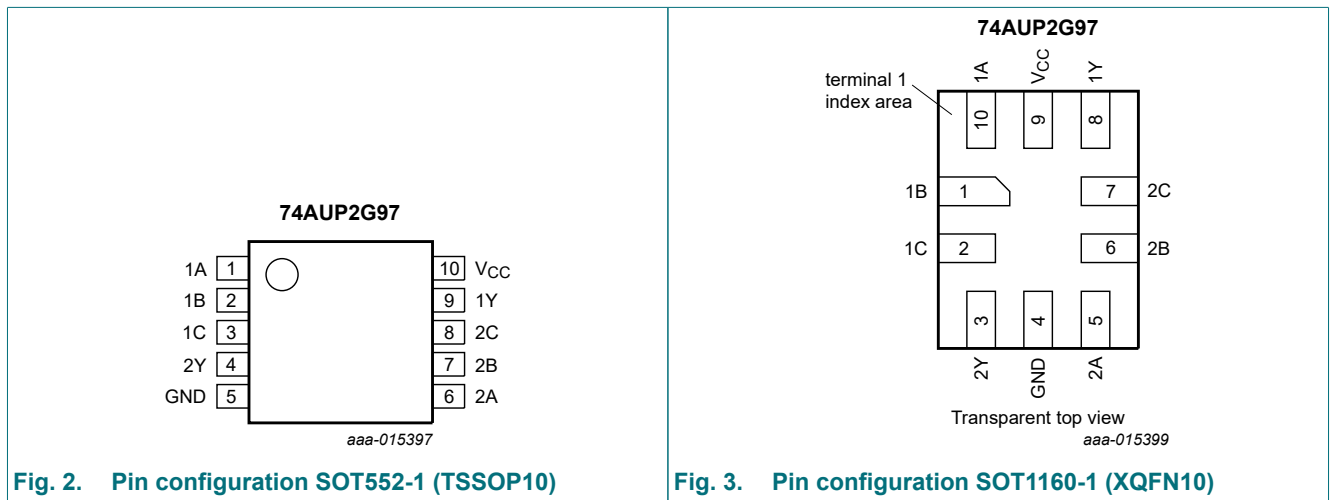 74AUP2G97
1A 1
1B 2
1C 3
2Y 4
GND 5
10 VCC
9 1Y
8 2C
7 2B
6 2A
aaa-015397
Fig. 2. Pin configuration SOT552-1 (TSSOP10)
74AUP2G97
terminal 1
index area
1A
VCC
1Y
10
9
8
1B 1
7 2C
1C 2
6 2B
3
4
5
2Y
GND
2A
Transparent top view
aaa-015399
Fig. 3. Pin configuration SOT1160-1 (XQFN10)